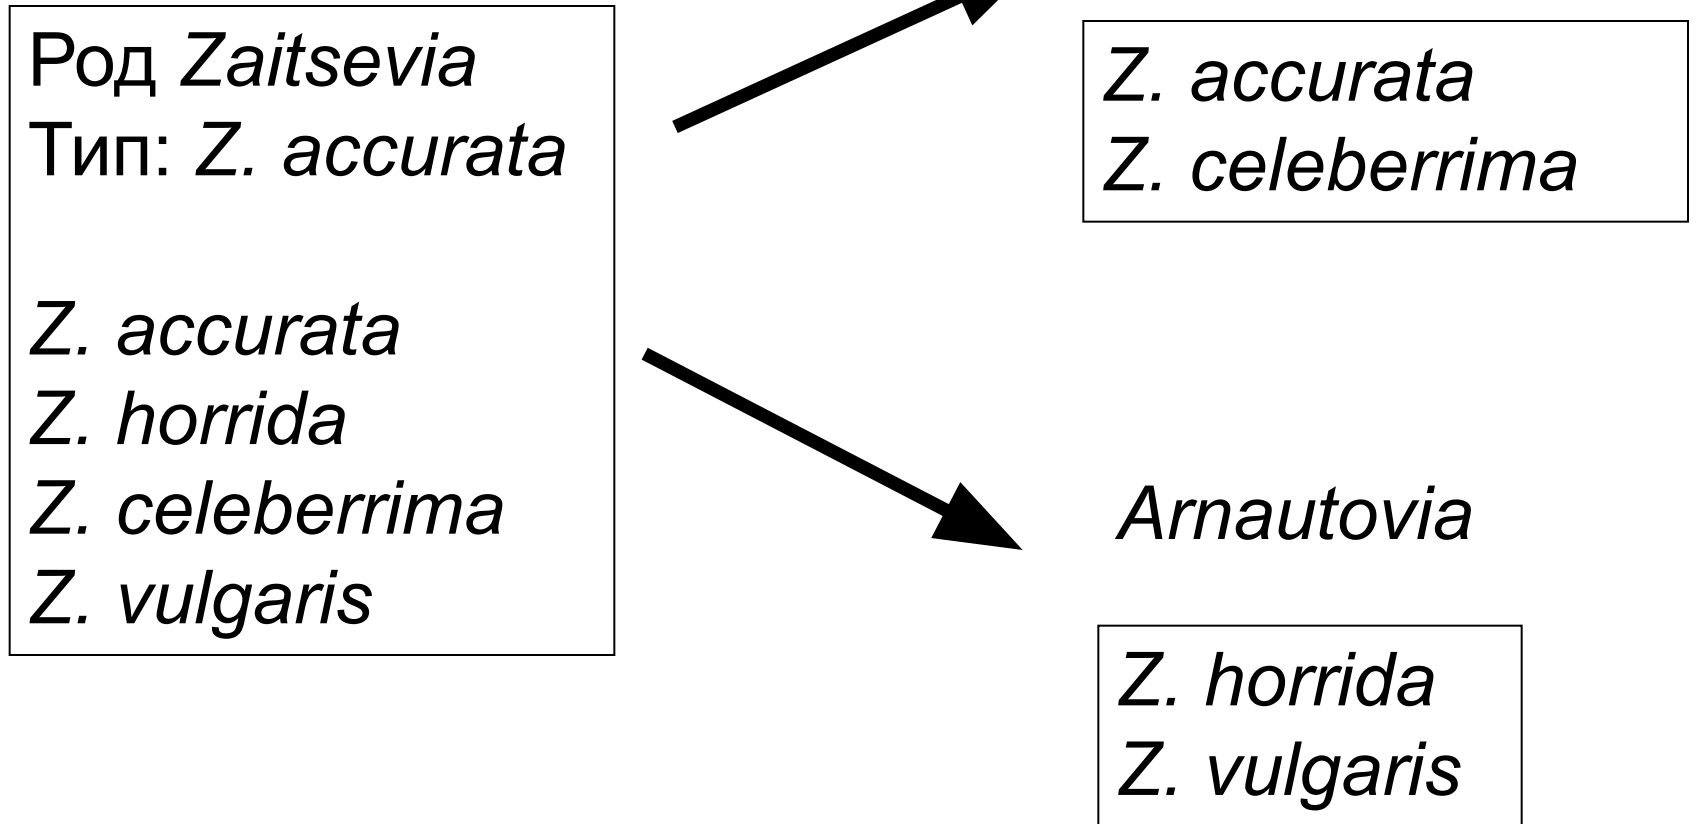 Род Zaitsevia
Тип: Z. accurata
Z. accurata
Z. horrida
Z. celeberrima
Z. vulgaris
Z. accurata
Z. celeberrima
Arnautovia
Z. horrida
Z. vulgaris